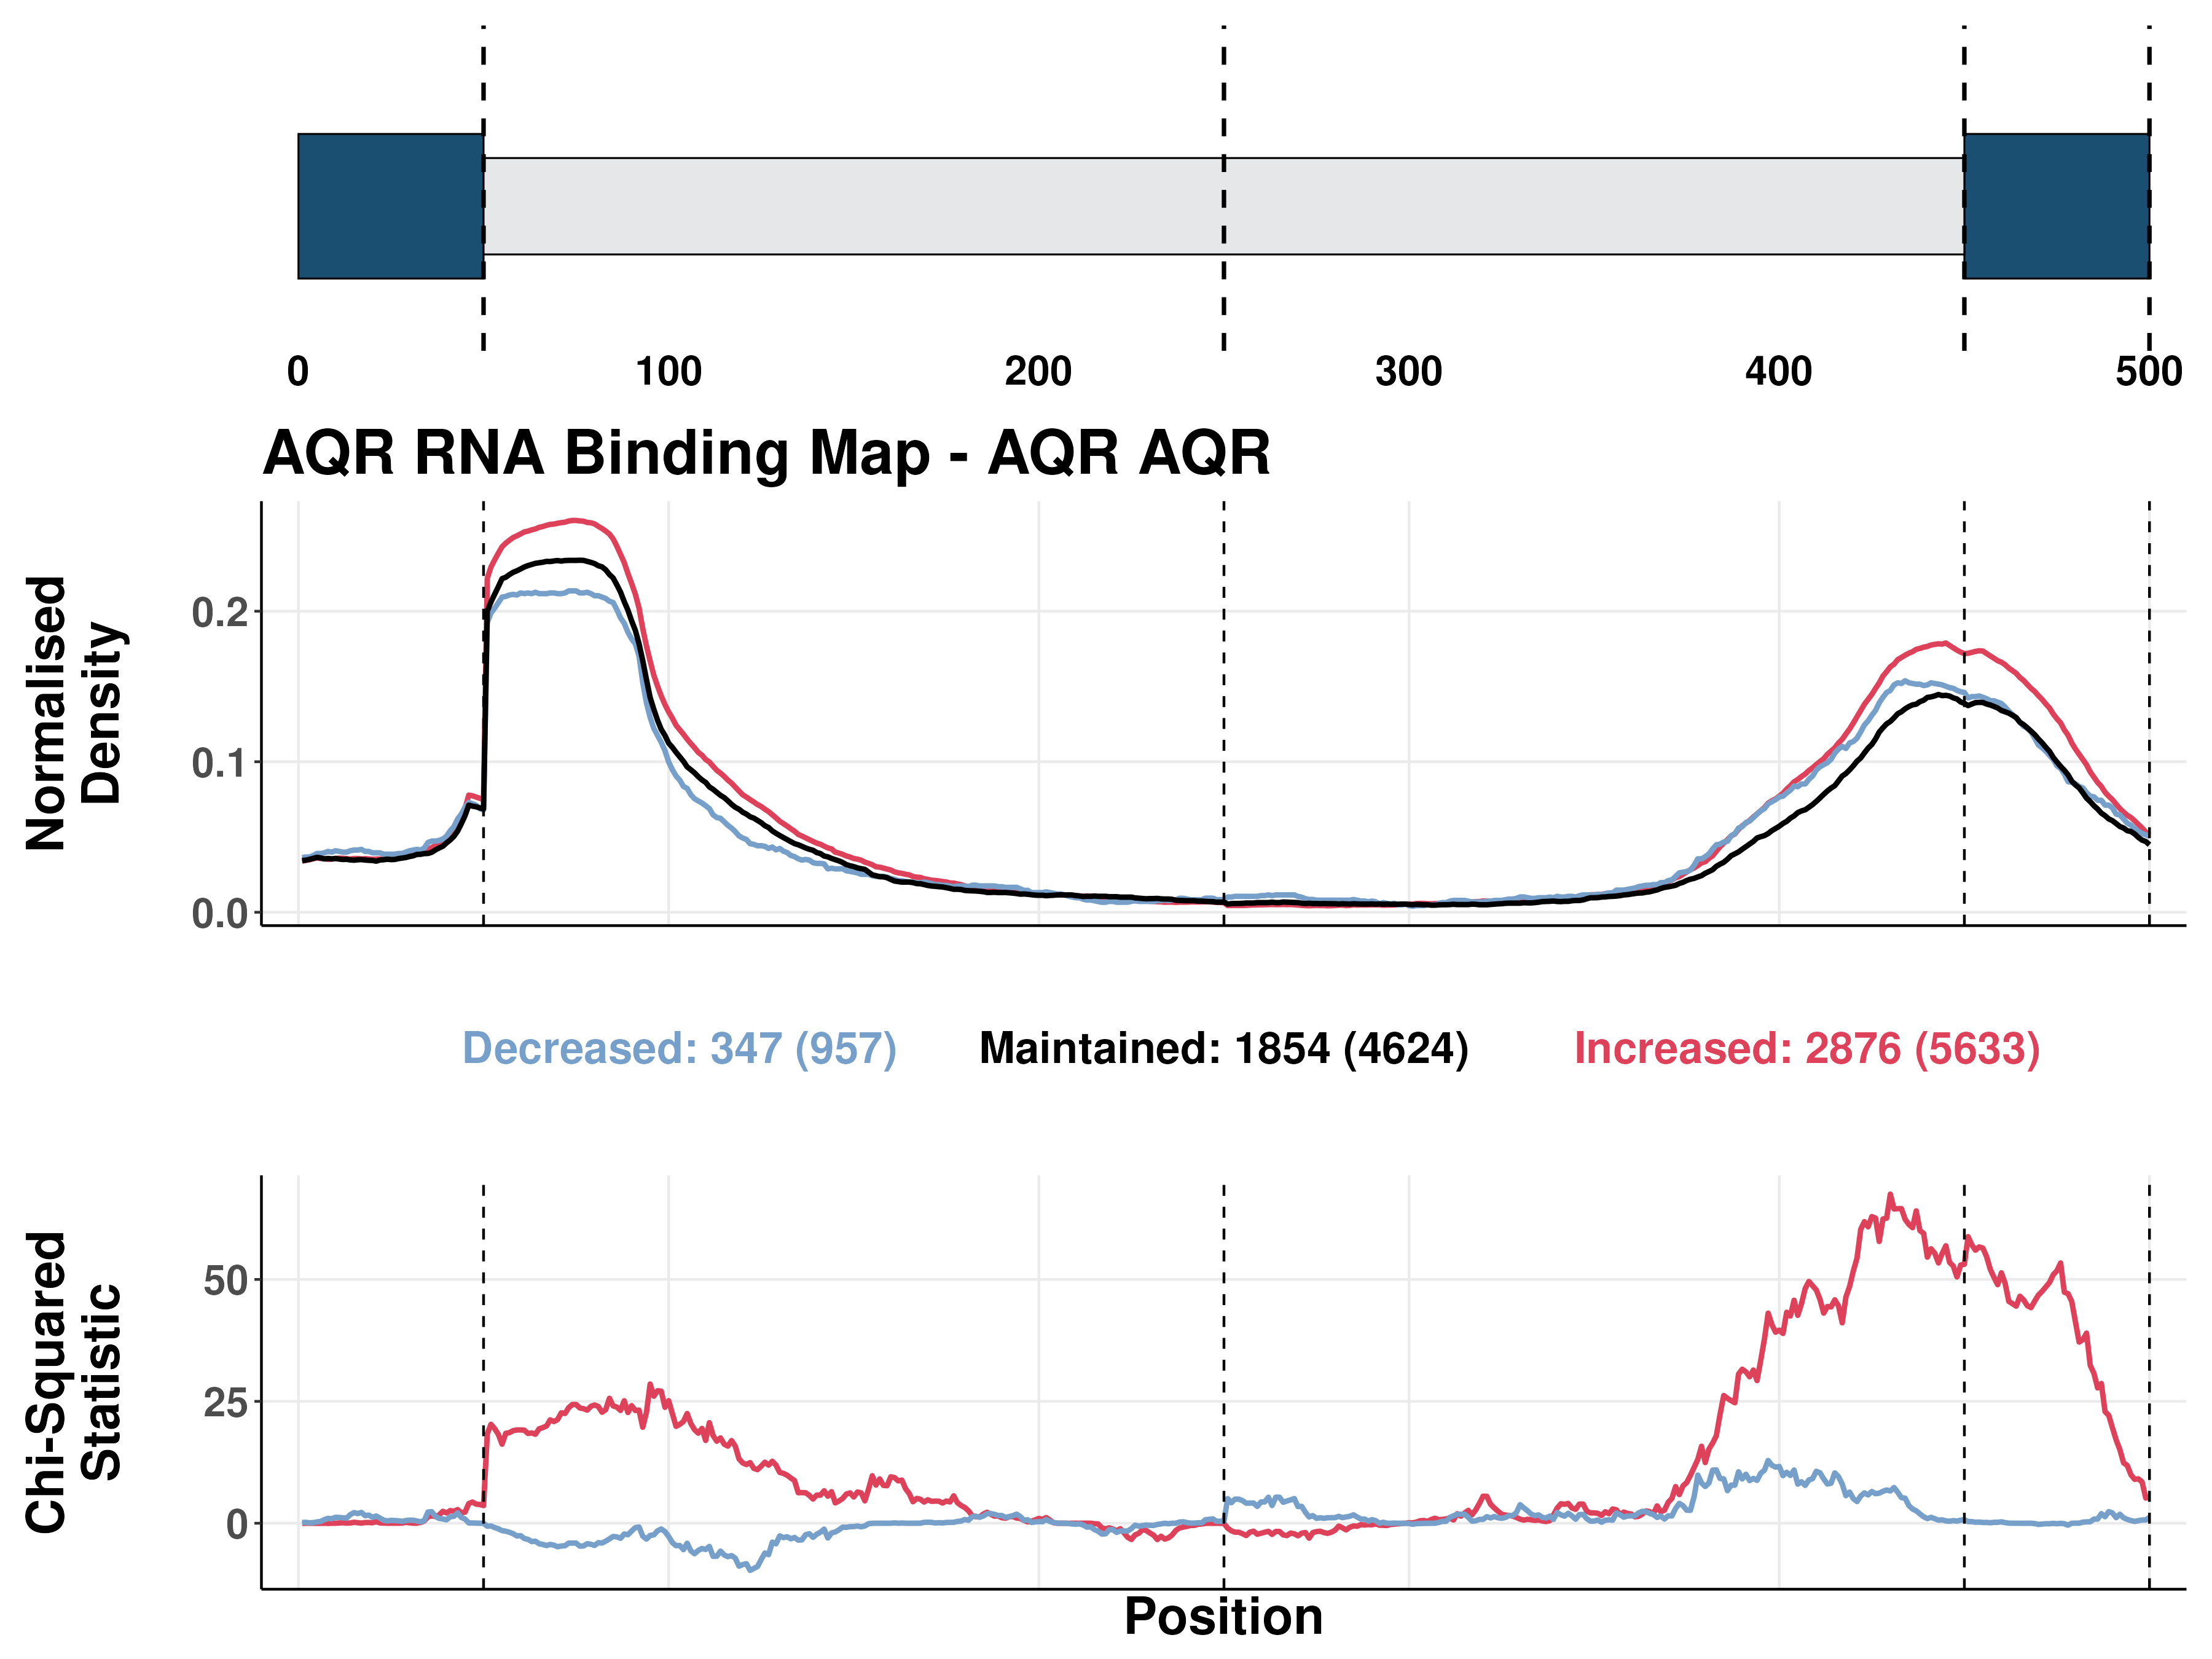 0 100 200 300 400 500
AQR RNA Binding Map - AQR AQR
Normalised
Density
0.2
0.1
0.0
Decreased: 347 (957) Maintained: 1854 (4624) Increased: 2876 (5633)
Chi-Squared
Statistic
50
25
0
Position